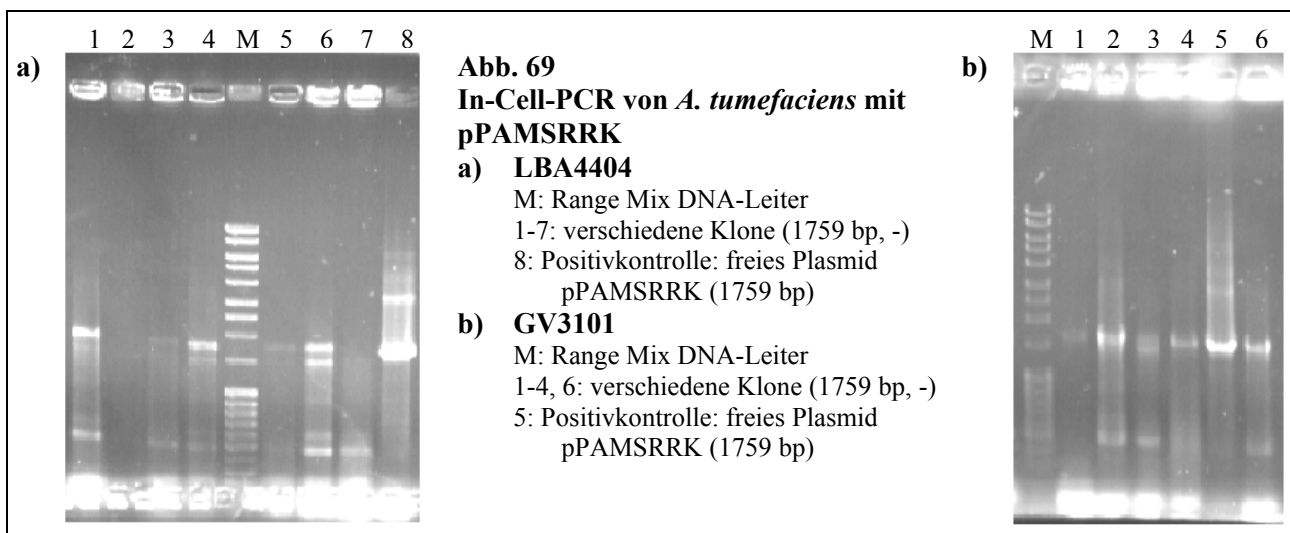 1 2 3 4 M 5 6 7 8
a)
Abb. 69
In-Cell-PCR von A. tumefaciens mit
pPAMSRRK
a) LBA4404
M: Range Mix DNA-Leiter
1-7: verschiedene Klone (1759 bp, -)
8: Positivkontrolle: freies Plasmid
pPAMSRRK (1759 bp)
b) GV3101
M: Range Mix DNA-Leiter
1-4, 6: verschiedene Klone (1759 bp, -)
5: Positivkontrolle: freies Plasmid
pPAMSRRK (1759 bp)
b)
M 1 2 3 4 5 6